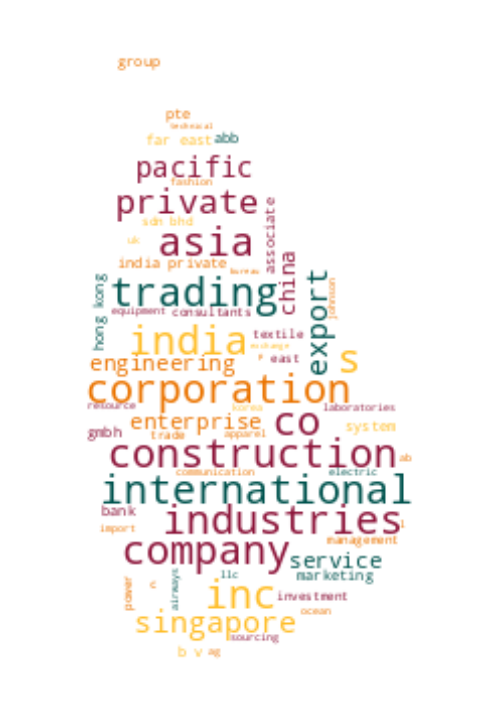 group
pte
technical
far east abb
pacific
fashion
private
associate
sdn bhd
uk asia
india private
bureau
china
hong kong
trading
export
johnson
equipment consultants
india textile
exchange
F east
engineering s
corporation
resource korea laboratories
enterprise co
gmbh trade apparel system
construction ab
communication electric
international
bank industries l
import management
company service
llc marketing
power c airways inc investment
ocean
singapore
sourcing
b v ag